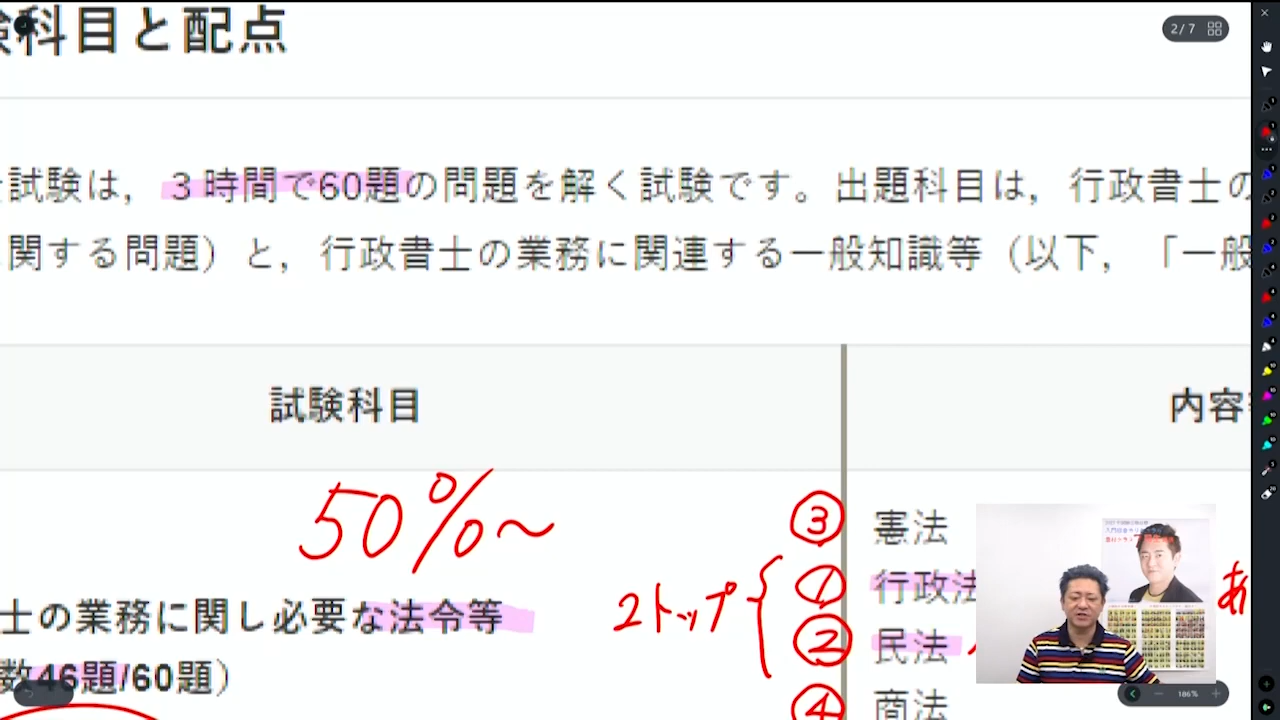 験科目と配点
2/7
試験は，３時間で60題の問題を解く試験です。出題科目は，行政書士の
関する問題）と，行政書士の業務に関連する一般知識等（以下，「一般
試験科目
内容
50%～
③ 憲法
2トップ { ① 行政法
② 民法
④ 商法
士の業務に関し必要な法令等
数46題/60題）
186%